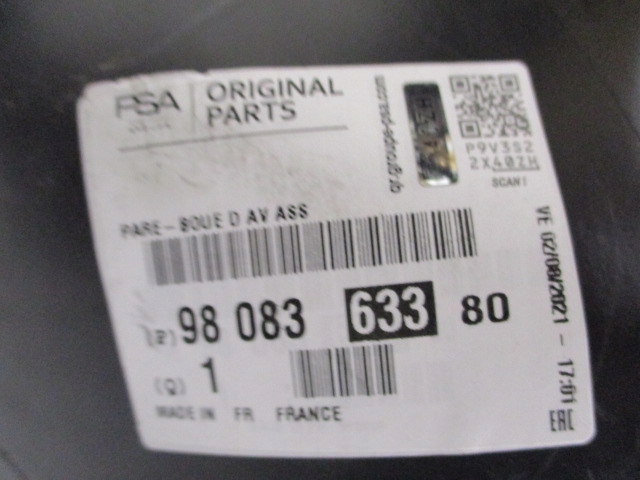 PSA ORIGINAL PARTS
P9V3S2
2X40ZH
SCAN!
PARE-BOUE D AV ASS
(P) 98 083 633 80
(Q) 1
MADE IN FR FRANCE
VE 02/08/2021 - 17:01
EAC